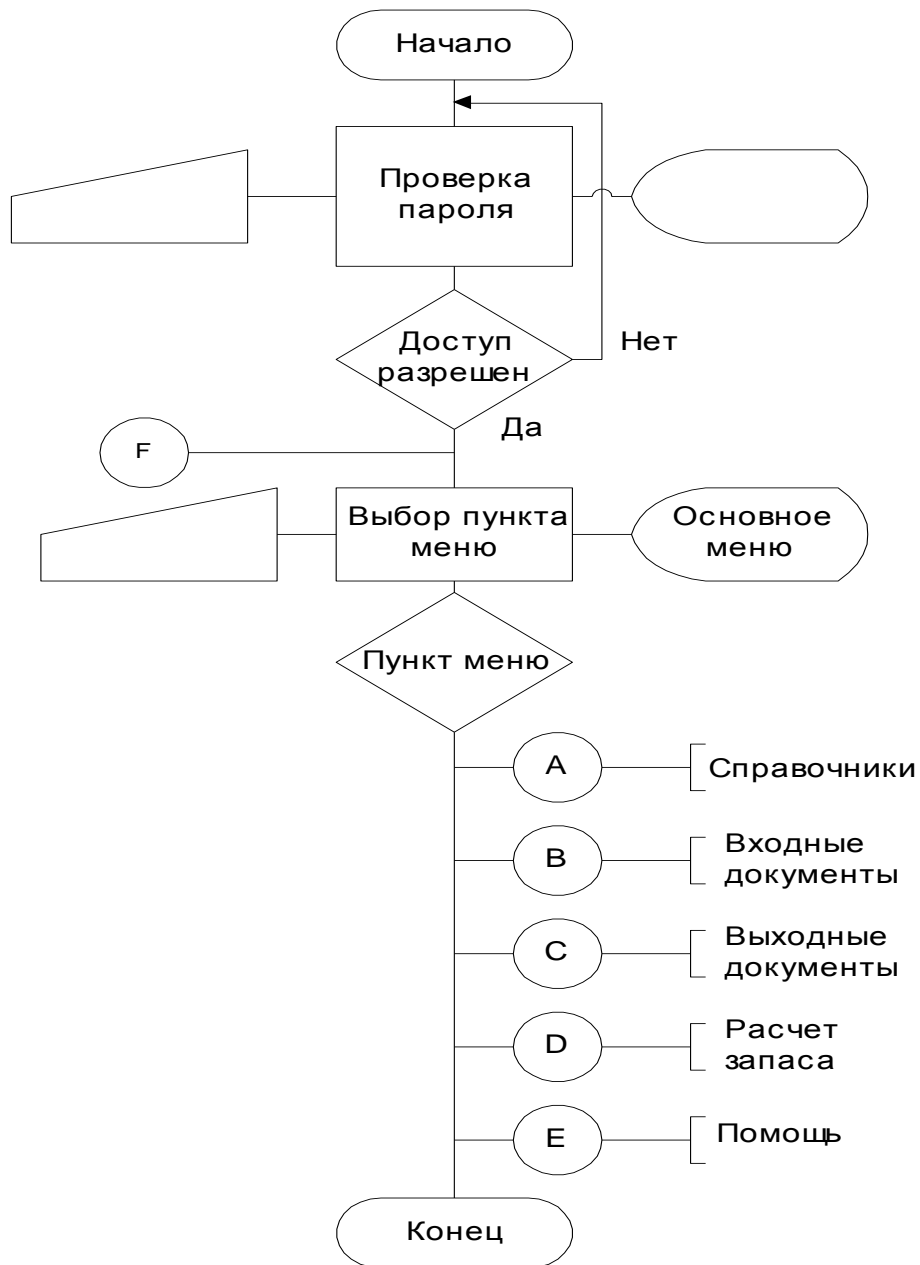 Начало
Проверка
пароля
Доступ
разрешен
Нет
Да
F
Выбор пункта
меню
Основное
меню
Пункт меню
A
Справочники
B
Входные
документы
C
Выходные
документы
D
Расчет
запаса
E
Помощь
Конец